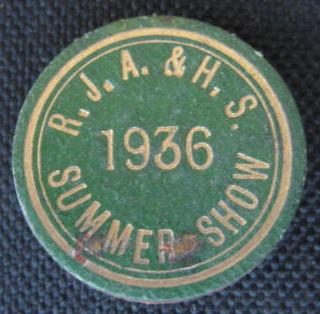 R. J. A. & H. S.
1936
SUMMER SHOW